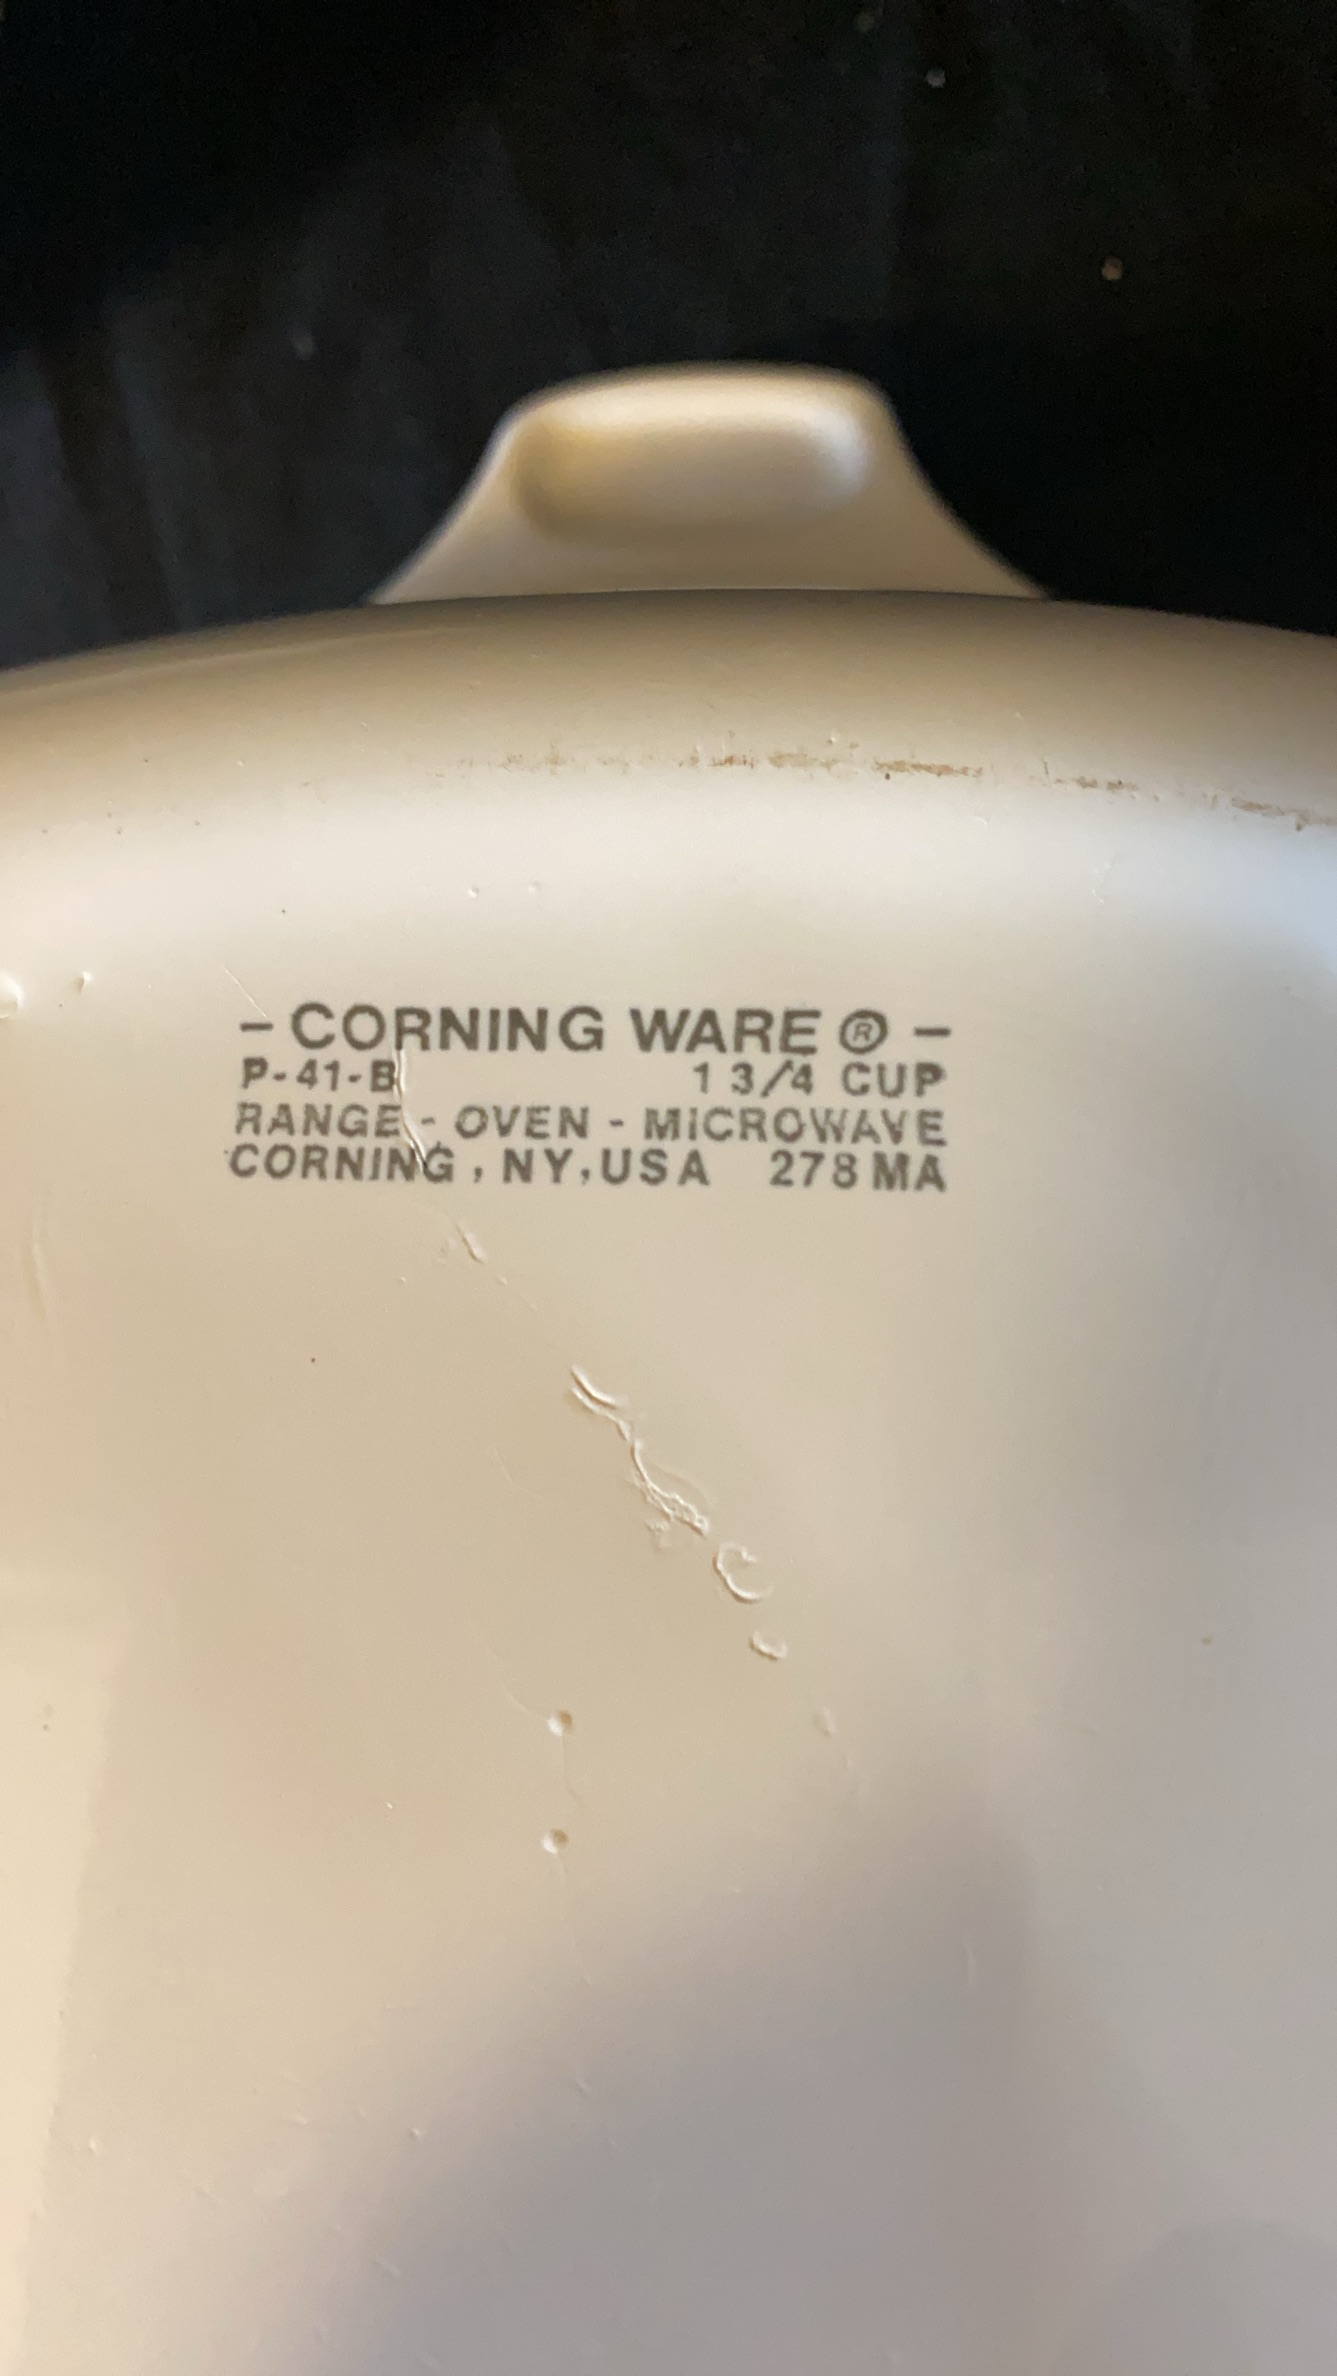 - CORNING WARE ® -
P-41-B 1 3/4 CUP
RANGE - OVEN - MICROWAVE
CORNING, NY, USA 278 MA